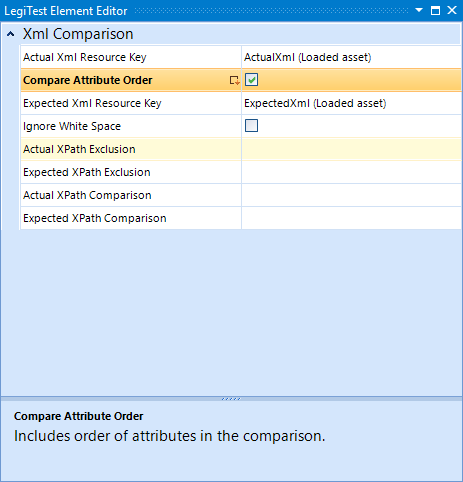 LegiTest Element Editor
Xml Comparison
Actual Xml Resource Key ActualXml (Loaded asset)
Compare Attribute Order
Expected Xml Resource Key ExpectedXml (Loaded asset)
Ignore White Space
Actual XPath Exclusion
Expected XPath Exclusion
Actual XPath Comparison
Expected XPath Comparison
Compare Attribute Order
Includes order of attributes in the comparison.